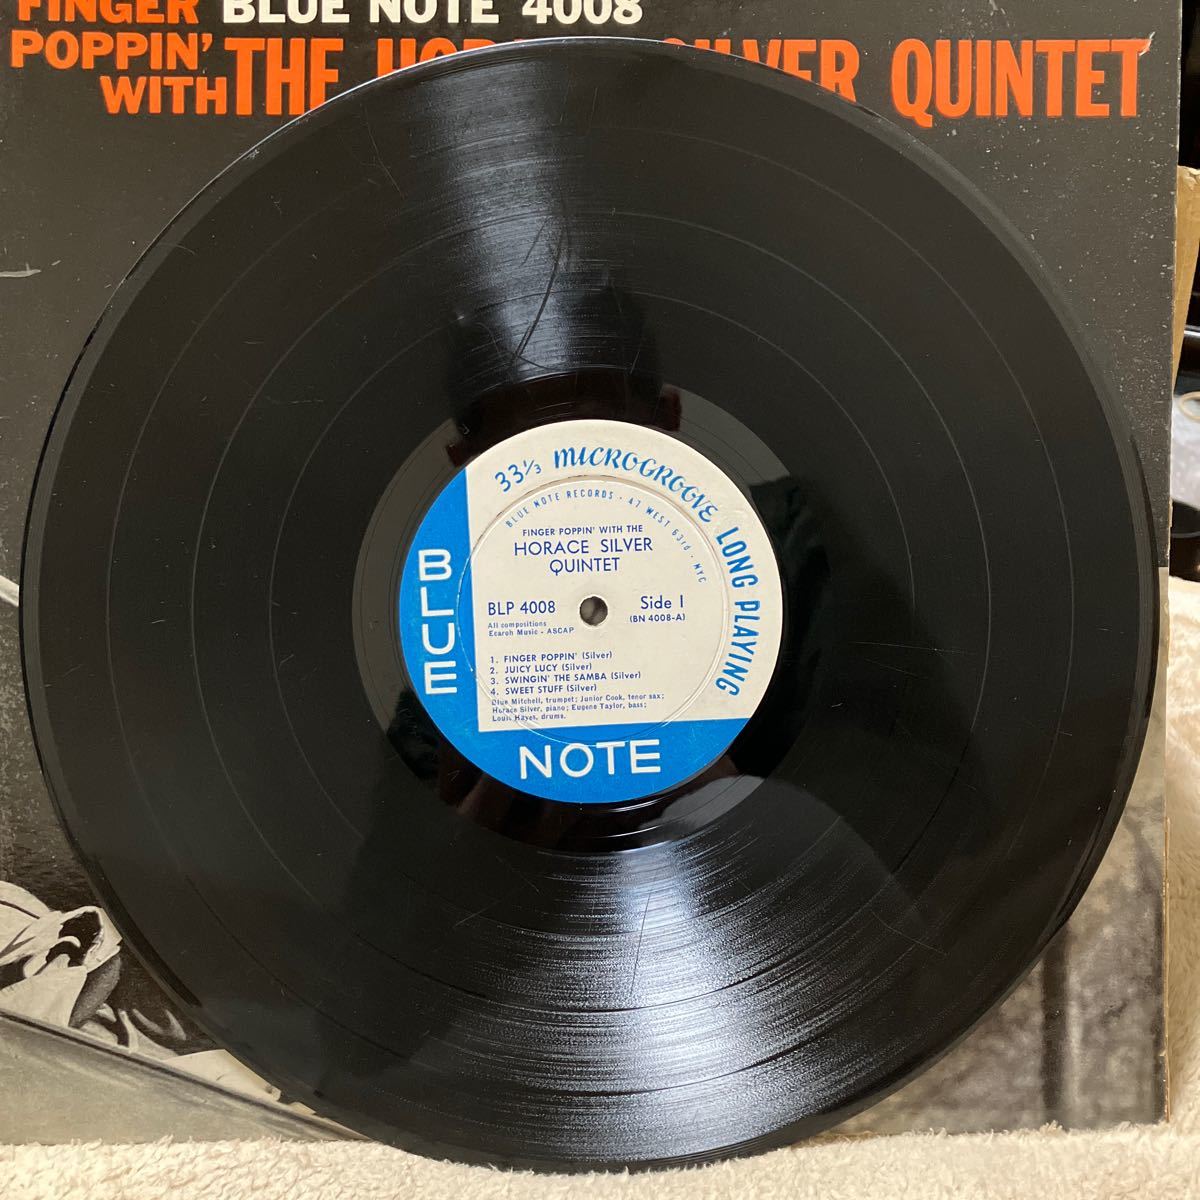 FINGER BLUE NOTE 4008
POPPIN' THE QUINTET
WITH
33⅓ MICROGROOVE LONG PLAYING
BLUE NOTE RECORDS · 47 WEST 63rd · NYC
FINGER POPPIN' WITH THE
HORACE SILVER
QUINTET
BLP 4008 Side 1
(BN 4008-A)
All compositions
Ecaroh Music - ASCAP
1. FINGER POPPIN' (Silver)
2. JUICY LUCY (Silver)
3. SWINGIN' THE SAMBA (Silver)
4. SWEET STUFF (Silver)
Blue Mitchell, trumpet; Junior Cook, tenor sax;
Horace Silver, piano; Eugene Taylor, bass;
Louis Hayes, drums.
BLUE
NOTE